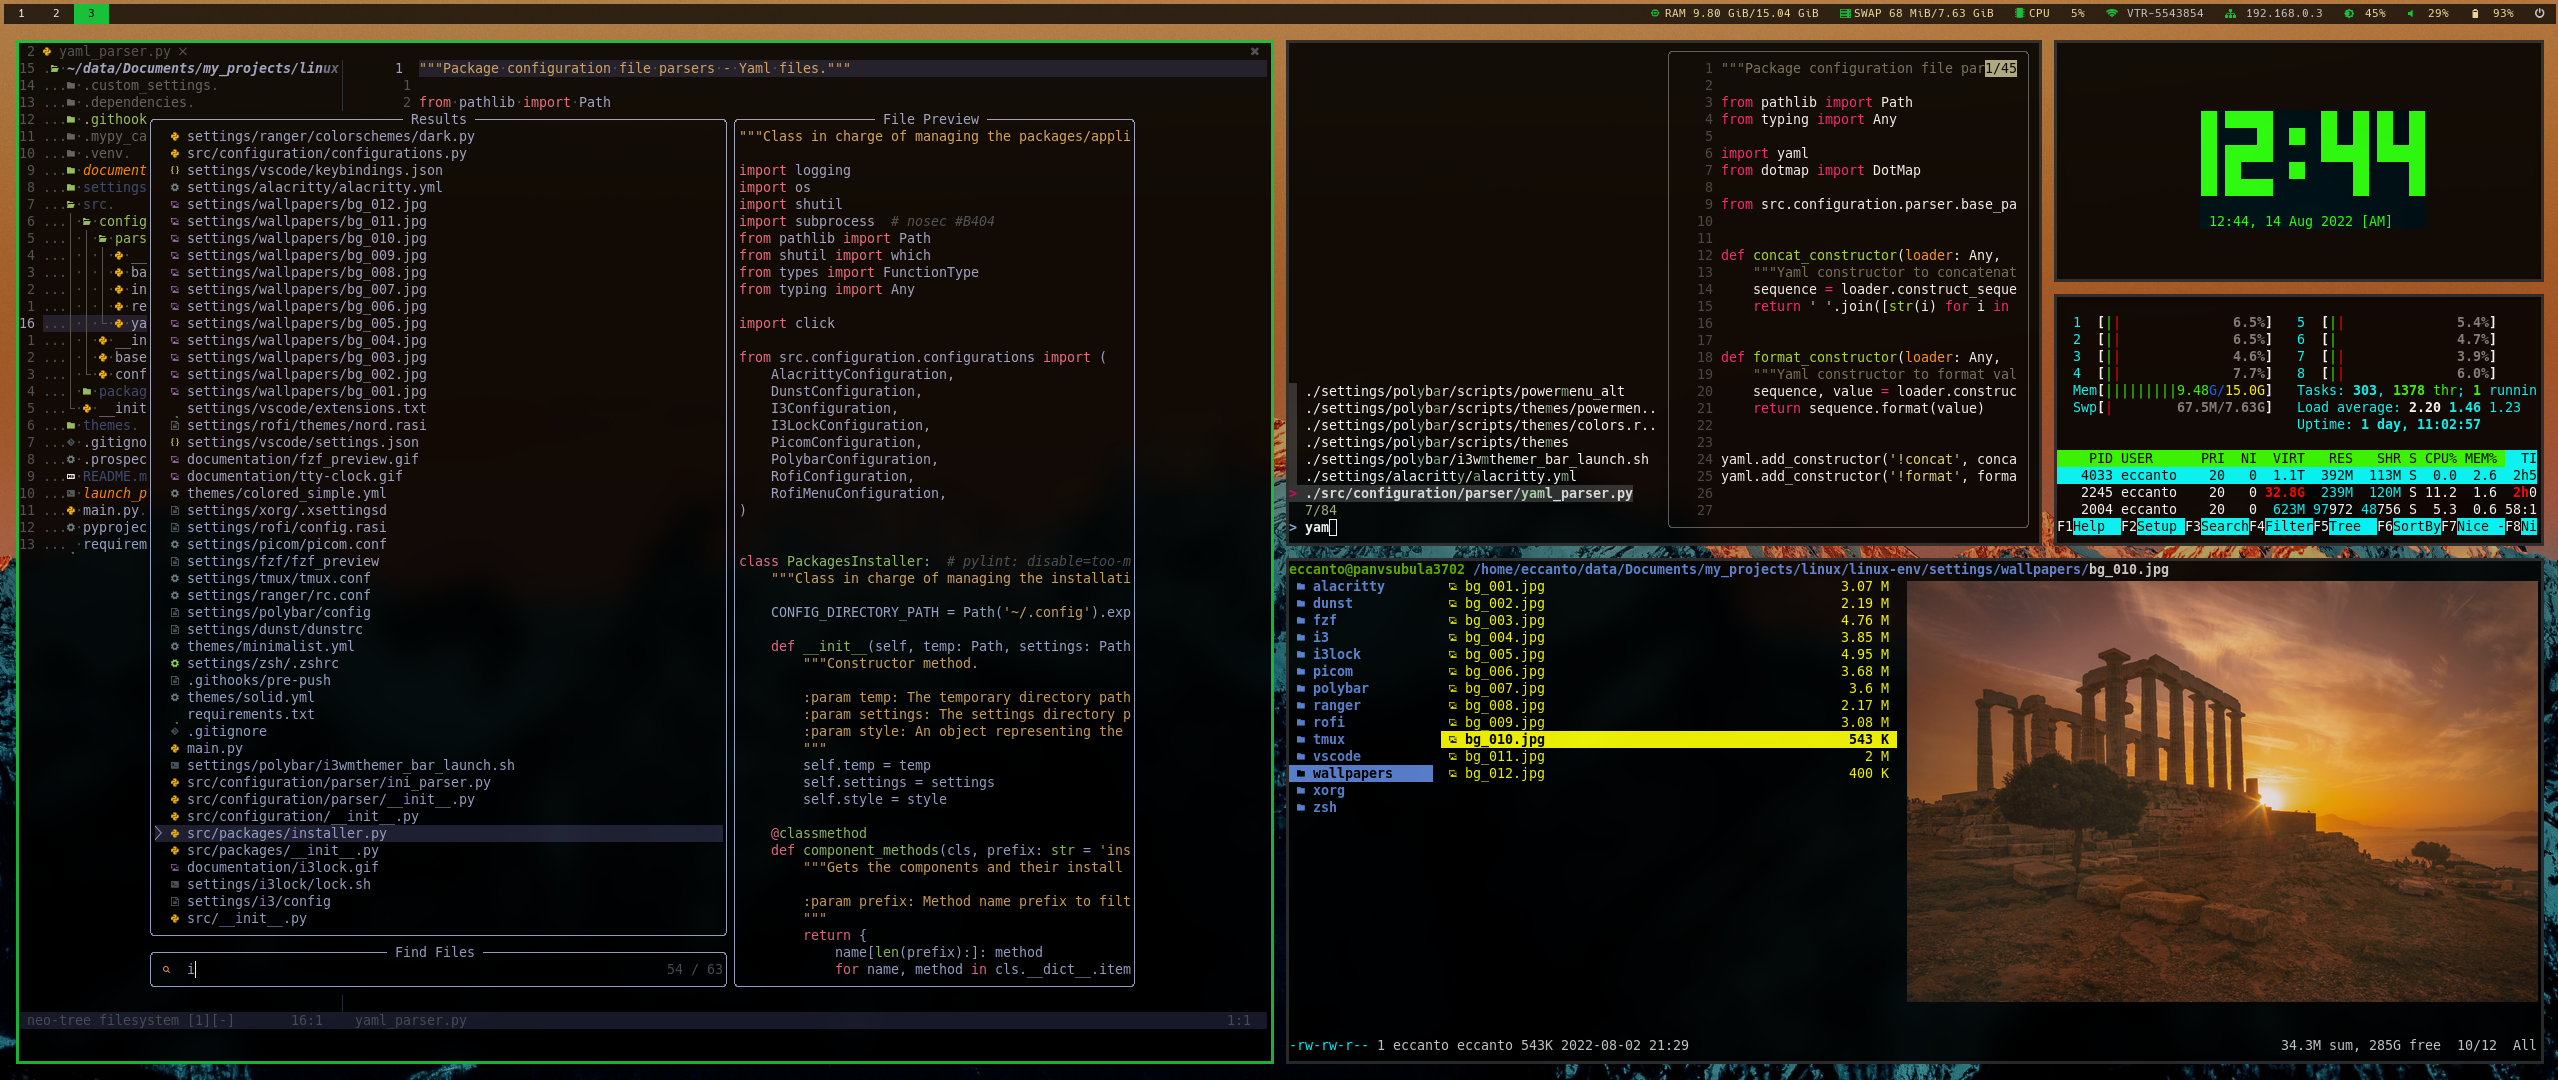 1 2 3
RAM 9.80 GiB/15.04 GiB SWAP 68 MiB/7.63 GiB CPU 5% VTR-5543854 192.168.0.3 45% 29% 93%
2 yaml_parser.py ×
15 ~/data/Documents/my_projects/linux
14 ... .custom_settings.
13 ... .dependencies.
12 ... .githook
11 ... .mypy_ca
10 ... .venv.
9 ... document
8 ... settings
7 ... src.
6 ... config
5 ... pars
4 ... __
3 ... ba
2 ... in
1 ... re
16 ... ya
1 ... __in
2 ... base
3 ... conf
4 ... packag
5 ... __init
6 ... themes.
7 ... .gitigno
8 ... .prospec
9 ... README.m
10 ... launch_p
11 ... main.py.
12 ... pyprojec
13 ... requirem
1 """Package·configuration·file·parsers·-·Yaml·files."""
1
2 from·pathlib·import·Path
Results
settings/ranger/colorschemes/dark.py
src/configuration/configurations.py
settings/vscode/keybindings.json
settings/alacritty/alacritty.yml
settings/wallpapers/bg_012.jpg
settings/wallpapers/bg_011.jpg
settings/wallpapers/bg_010.jpg
settings/wallpapers/bg_009.jpg
settings/wallpapers/bg_008.jpg
settings/wallpapers/bg_007.jpg
settings/wallpapers/bg_006.jpg
settings/wallpapers/bg_005.jpg
settings/wallpapers/bg_004.jpg
settings/wallpapers/bg_003.jpg
settings/wallpapers/bg_002.jpg
settings/wallpapers/bg_001.jpg
settings/vscode/extensions.txt
settings/rofi/themes/nord.rasi
settings/vscode/settings.json
documentation/fzf_preview.gif
documentation/tty-clock.gif
themes/colored_simple.yml
settings/xorg/.xsettingsd
settings/rofi/config.rasi
settings/picom/picom.conf
settings/fzf/fzf_preview
settings/tmux/tmux.conf
settings/ranger/rc.conf
settings/polybar/config
settings/dunst/dunstrc
themes/minimalist.yml
settings/zsh/.zshrc
.githooks/pre-push
themes/solid.yml
requirements.txt
.gitignore
main.py
settings/polybar/i3wmthemer_bar_launch.sh
src/configuration/parser/ini_parser.py
src/configuration/parser/__init__.py
src/configuration/__init__.py
src/packages/installer.py
src/packages/__init__.py
documentation/i3lock.gif
settings/i3lock/lock.sh
settings/i3/config
src/__init__.py
Find Files
i 54 / 63
File Preview
"""Class in charge of managing the packages/appli
import logging
import os
import shutil
import subprocess  # nosec #B404
from pathlib import Path
from shutil import which
from types import FunctionType
from typing import Any
import click
from src.configuration.configurations import (
AlacrittyConfiguration,
DunstConfiguration,
I3Configuration,
I3LockConfiguration,
PicomConfiguration,
PolybarConfiguration,
RofiConfiguration,
RofiMenuConfiguration,
)
class PackagesInstaller:  # pylint: disable=too-m
"""Class in charge of managing the installati
CONFIG_DIRECTORY_PATH = Path('~/.config').exp
def __init__(self, temp: Path, settings: Path
"""Constructor method.
:param temp: The temporary directory path
:param settings: The settings directory p
:param style: An object representing the
"""
self.temp = temp
self.settings = settings
self.style = style
@classmethod
def component_methods(cls, prefix: str = 'ins
"""Gets the components and their install
:param prefix: Method name prefix to filt
"""
return {
name[len(prefix):]: method
for name, method in cls.__dict__.item
neo-tree filesystem [1][-] 16:1 yaml_parser.py 1:1
./settings/polybar/scripts/powermenu_alt
./settings/polybar/scripts/themes/powermen..
./settings/polybar/scripts/themes/colors.r..
./settings/polybar/scripts/themes
./settings/polybar/i3wmthemer_bar_launch.sh
./settings/alacritty/alacritty.yml
> ./src/configuration/parser/yaml_parser.py
7/84
> yam
1 """Package configuration file par1/45
2
3 from pathlib import Path
4 from typing import Any
5
6 import yaml
7 from dotmap import DotMap
8
9 from src.configuration.parser.base_pa
10
11
12 def concat_constructor(loader: Any,
13 """Yaml constructor to concatenat
14 sequence = loader.construct_seque
15 return ' '.join([str(i) for i in
16
17
18 def format_constructor(loader: Any,
19 """Yaml constructor to format val
20 sequence, value = loader.construc
21 return sequence.format(value)
22
23
24 yaml.add_constructor('!concat', conca
25 yaml.add_constructor('!format', forma
26
27
12:44
12:44, 14 Aug 2022 [AM]
1 [|| 6.5%] 5 [|| 5.4%]
2 [|| 6.5%] 6 [| 4.7%]
3 [|| 4.6%] 7 [|| 3.9%]
4 [|| 7.7%] 8 [|| 6.0%]
Mem[|||||||||9.48G/15.0G] Tasks: 303, 1378 thr; 1 runnin
Swp[| 67.5M/7.63G] Load average: 2.20 1.46 1.23
Uptime: 1 day, 11:02:57
PID USER PRI NI VIRT RES SHR S CPU% MEM% TI
4033 eccanto 20 0 1.1T 392M 113M S 0.0 2.6 2h5
2245 eccanto 20 0 32.8G 239M 120M S 11.2 1.6 2h0
2004 eccanto 20 0 623M 97972 48756 S 5.3 0.6 58:1
F1Help F2Setup F3SearchF4FilterF5Tree F6SortByF7Nice -F8Ni
eccanto@panvsubula3702 /home/eccanto/data/Documents/my_projects/linux/linux-env/settings/wallpapers/bg_010.jpg
alacritty bg_001.jpg 3.07 M
dunst bg_002.jpg 2.19 M
fzf bg_003.jpg 4.76 M
i3 bg_004.jpg 3.85 M
i3lock bg_005.jpg 4.95 M
picom bg_006.jpg 3.68 M
polybar bg_007.jpg 3.6 M
ranger bg_008.jpg 2.17 M
rofi bg_009.jpg 3.08 M
tmux bg_010.jpg 543 K
vscode bg_011.jpg 2 M
wallpapers bg_012.jpg 400 K
xorg
zsh
-rw-rw-r-- 1 eccanto eccanto 543K 2022-08-02 21:29 34.3M sum, 285G free 10/12 All